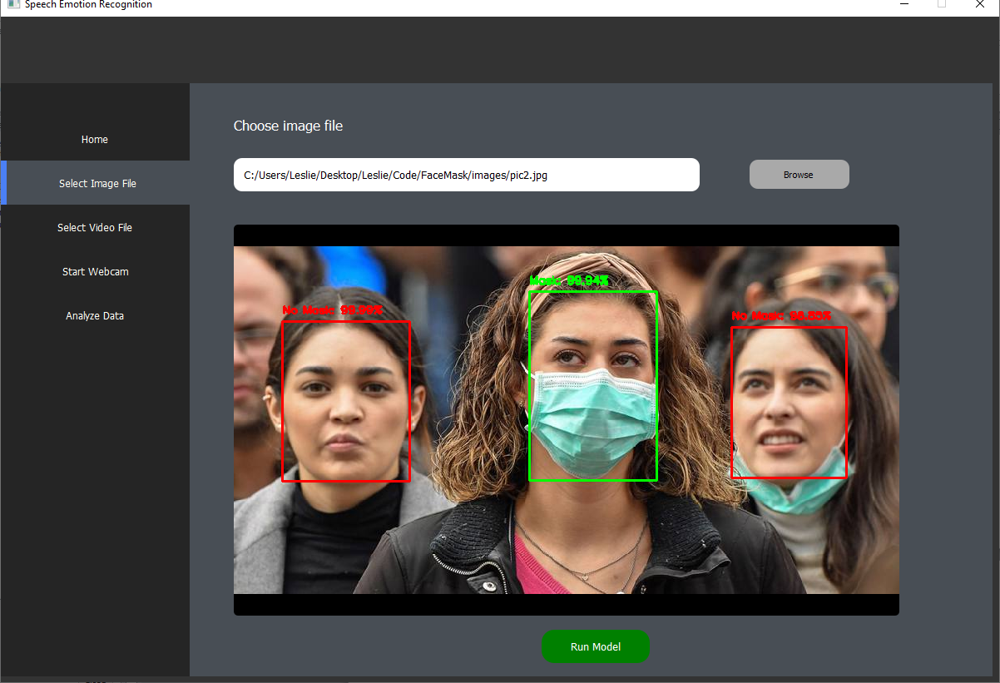 Speech Emotion Recognition
Home
Select Image File
Select Video File
Start Webcam
Analyze Data
Choose image file
C:/Users/Leslie/Desktop/Leslie/Code/FaceMask/images/pic2.jpg
Browse
No Mask: 99.99%
Mask: 99.94%
No Mask: 98.55%
Run Model